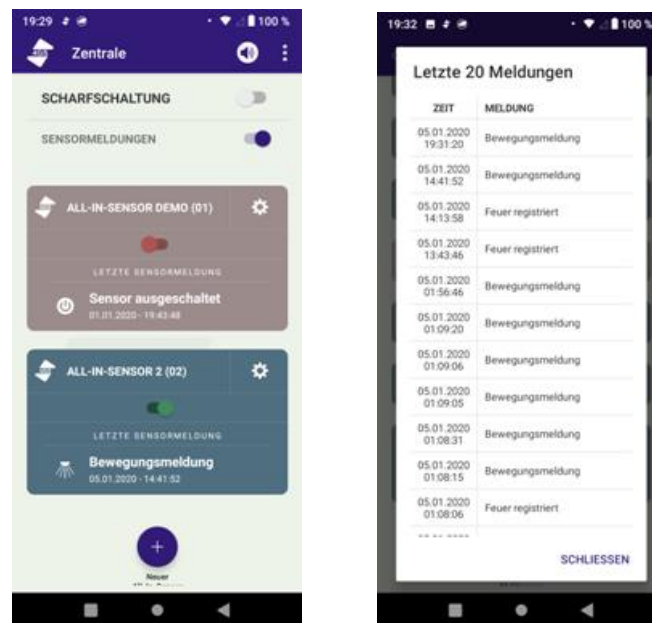 19:29
100 %
Zentrale
SCHARFSCHALTUNG
SENSORMELDUNGEN
ALL-IN-SENSOR DEMO (01)
LETZTE SENSORMELDUNG
Sensor ausgeschaltet
01.01.2020 - 19:43:48
ALL-IN-SENSOR 2 (02)
LETZTE SENSORMELDUNG
Bewegungsmeldung
05.01.2020 - 14:41:52
Neuer
19:32
100 %
Letzte 20 Meldungen
ZEIT MELDUNG
05.01.2020
19:31:20 Bewegungsmeldung
05.01.2020
14:41:52 Bewegungsmeldung
05.01.2020
14:13:58 Feuer registriert
05.01.2020
13:43:46 Feuer registriert
05.01.2020
01:56:46 Bewegungsmeldung
05.01.2020
01:09:20 Bewegungsmeldung
05.01.2020
01:09:06 Bewegungsmeldung
05.01.2020
01:09:05 Bewegungsmeldung
05.01.2020
01:08:31 Bewegungsmeldung
05.01.2020
01:08:15 Bewegungsmeldung
05.01.2020
01:08:06 Feuer registriert
SCHLIESSEN